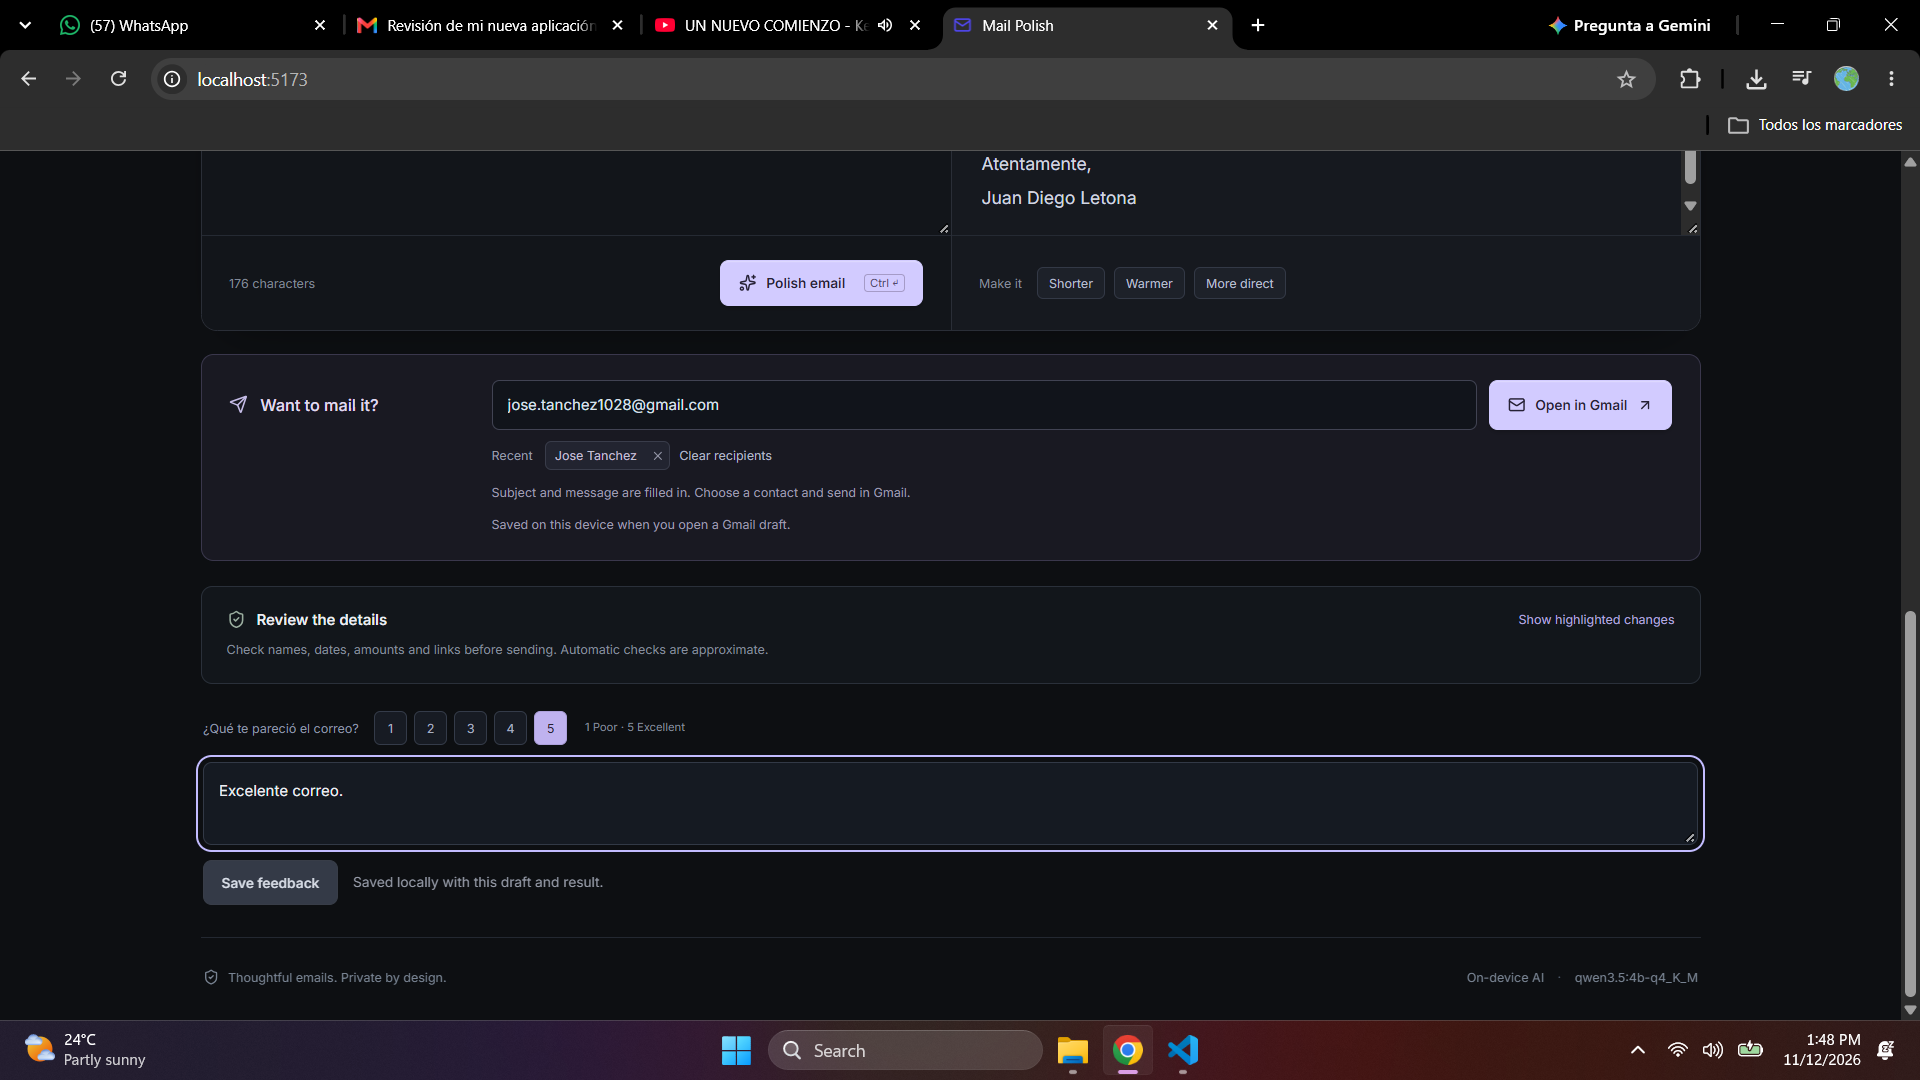 (57) WhatsApp
Revisión de mi nueva aplicación
UN NUEVO COMIENZO - Ke
Mail Polish
Pregunta a Gemini
localhost:5173
Todos los marcadores
Atentamente,
Juan Diego Letona
176 characters
Polish email Ctrl ↵
Make it Shorter Warmer More direct
Want to mail it?
jose.tanchez1028@gmail.com
Open in Gmail
Recent Jose Tanchez Clear recipients
Subject and message are filled in. Choose a contact and send in Gmail.
Saved on this device when you open a Gmail draft.
Review the details
Show highlighted changes
Check names, dates, amounts and links before sending. Automatic checks are approximate.
¿Qué te pareció el correo? 1 2 3 4 5 1 Poor · 5 Excellent
Excelente correo.
Save feedback
Saved locally with this draft and result.
Thoughtful emails. Private by design.
On-device AI · qwen3.5:4b-q4_K_M
24°C
Partly sunny
Search
1:48 PM
11/12/2026